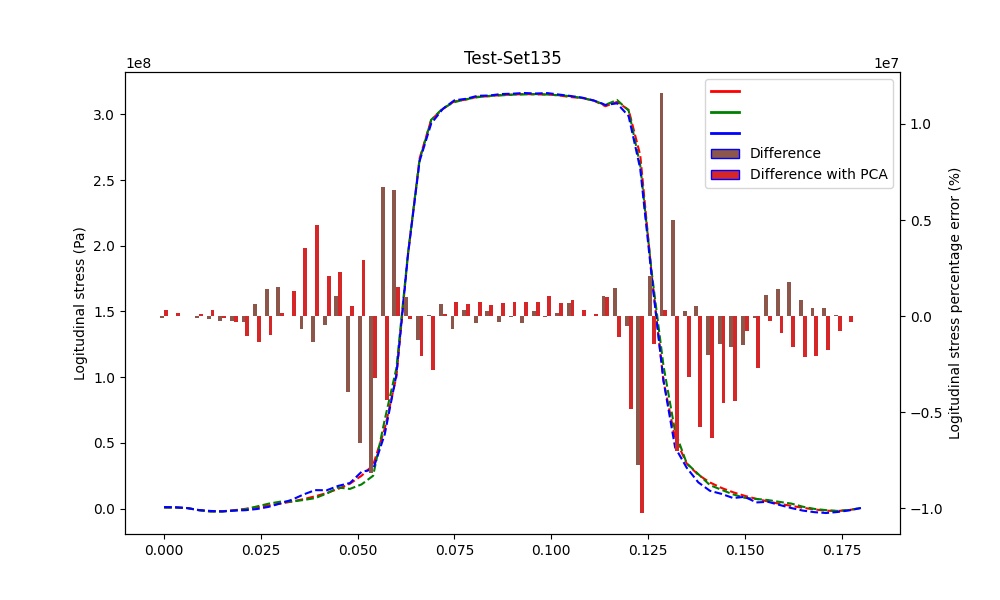 Test-Set135
1e8
1e7
3.0
2.5
2.0
1.5
1.0
0.5
0.0
Logitudinal stress (Pa)
1.0
0.5
0.0
−0.5
−1.0
Logitudinal stress percentage error (%)
Difference
Difference with PCA
0.000
0.025
0.050
0.075
0.100
0.125
0.150
0.175